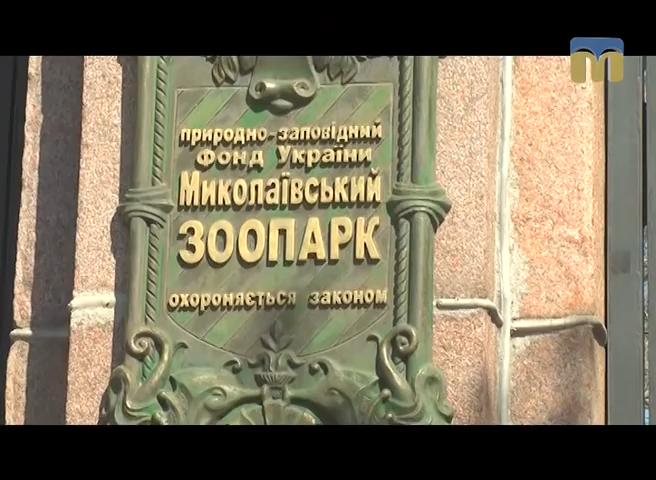 природно-заповідний
Фонд України
Миколаївський
ЗООПАРК
охороняється законом